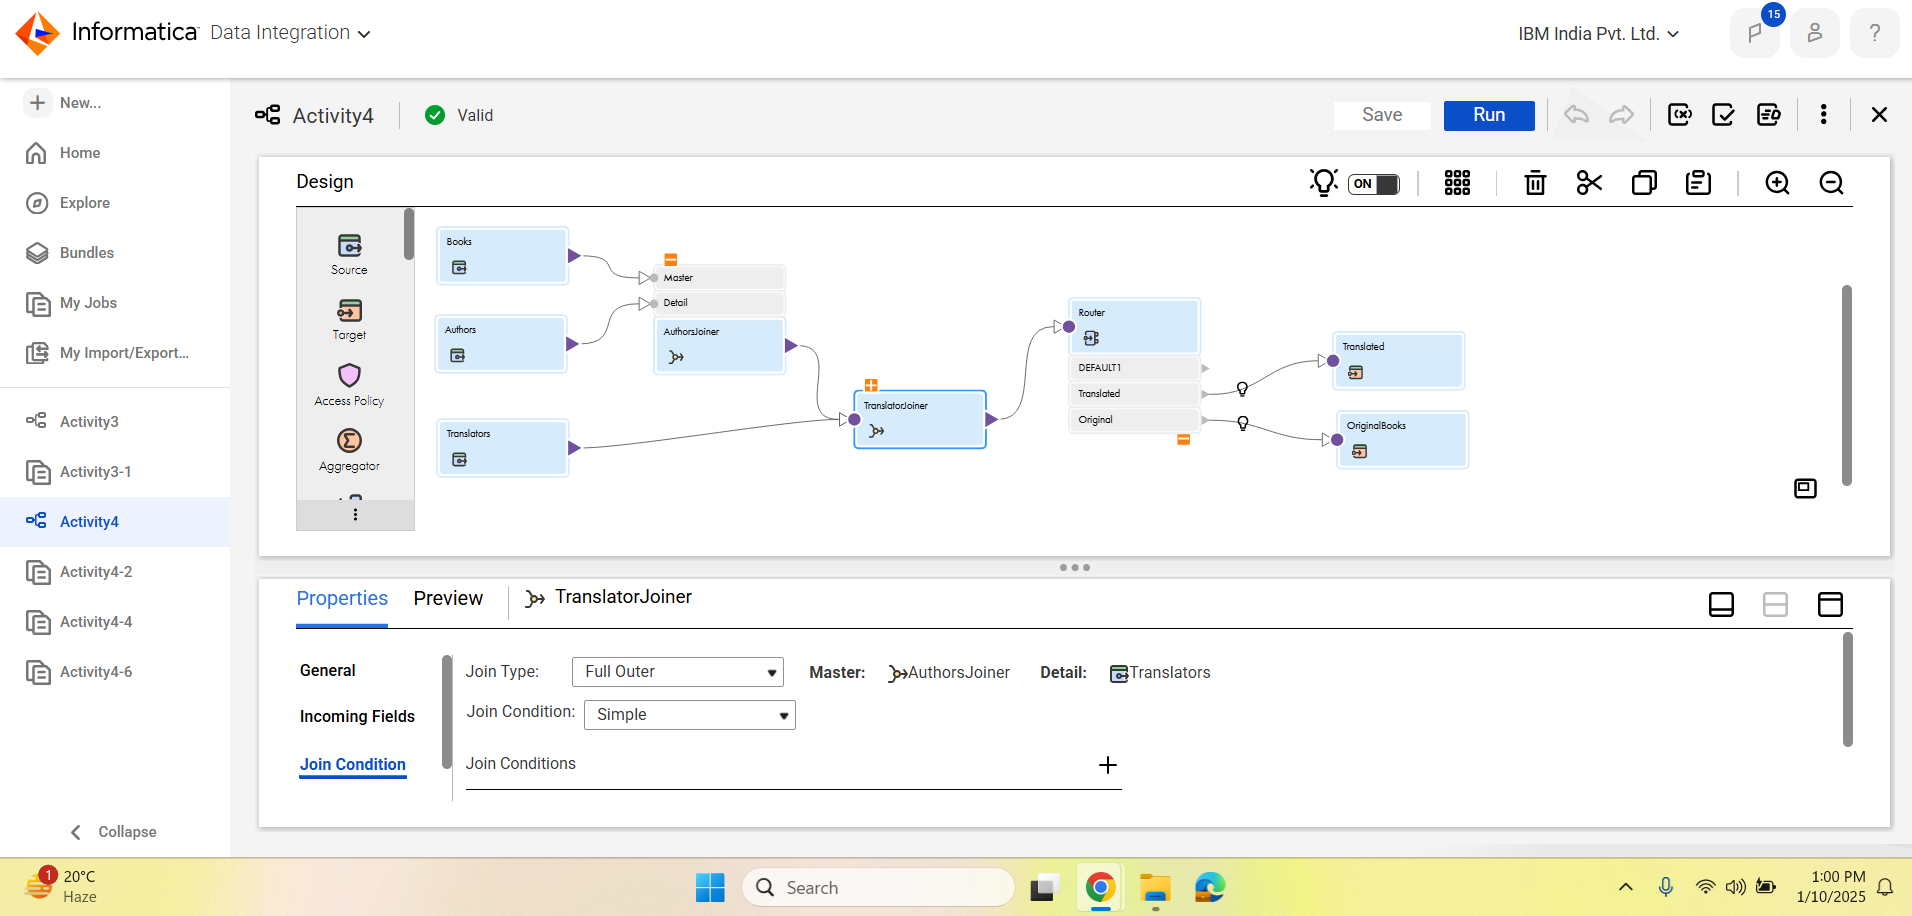 Informatica Data Integration
IBM India Pvt. Ltd.
15
?
New...
Home
Explore
Bundles
My Jobs
My Import/Export...
Activity3
Activity3-1
Activity4
Activity4-2
Activity4-4
Activity4-6
Collapse
Activity4
Valid
Save
Run
Design
ON
Source
Target
Access Policy
Aggregator
Books
Authors
Translators
Master
Detail
AuthorsJoiner
TranslatorJoiner
Router
DEFAULT1
Translated
Original
Translated
OriginalBooks
Properties
Preview
TranslatorJoiner
General
Incoming Fields
Join Condition
Join Type:
Full Outer
Master:
AuthorsJoiner
Detail:
Translators
Join Condition:
Simple
Join Conditions
1
20°C
Haze
Search
1:00 PM
1/10/2025